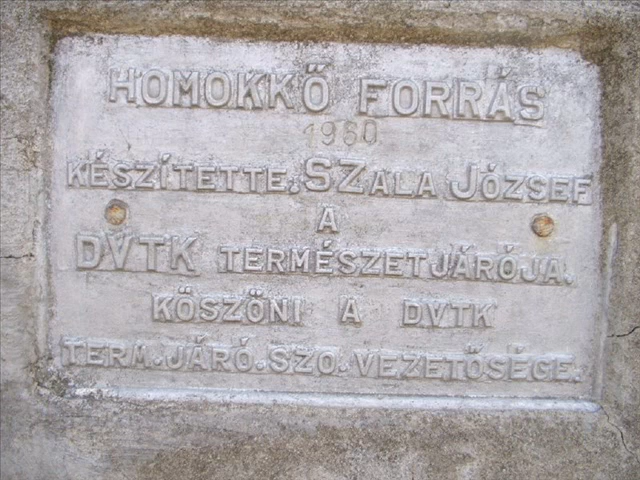 HOMOKKŐ FORRÁS
1960
KÉSZÍTETTE. SZALA JÓZSEF
A
DVTK TERMÉSZETJÁRÓJA.
KÖSZÖNI A DVTK
TERM. JÁRÓ. SZO. VEZETŐSÉGE.